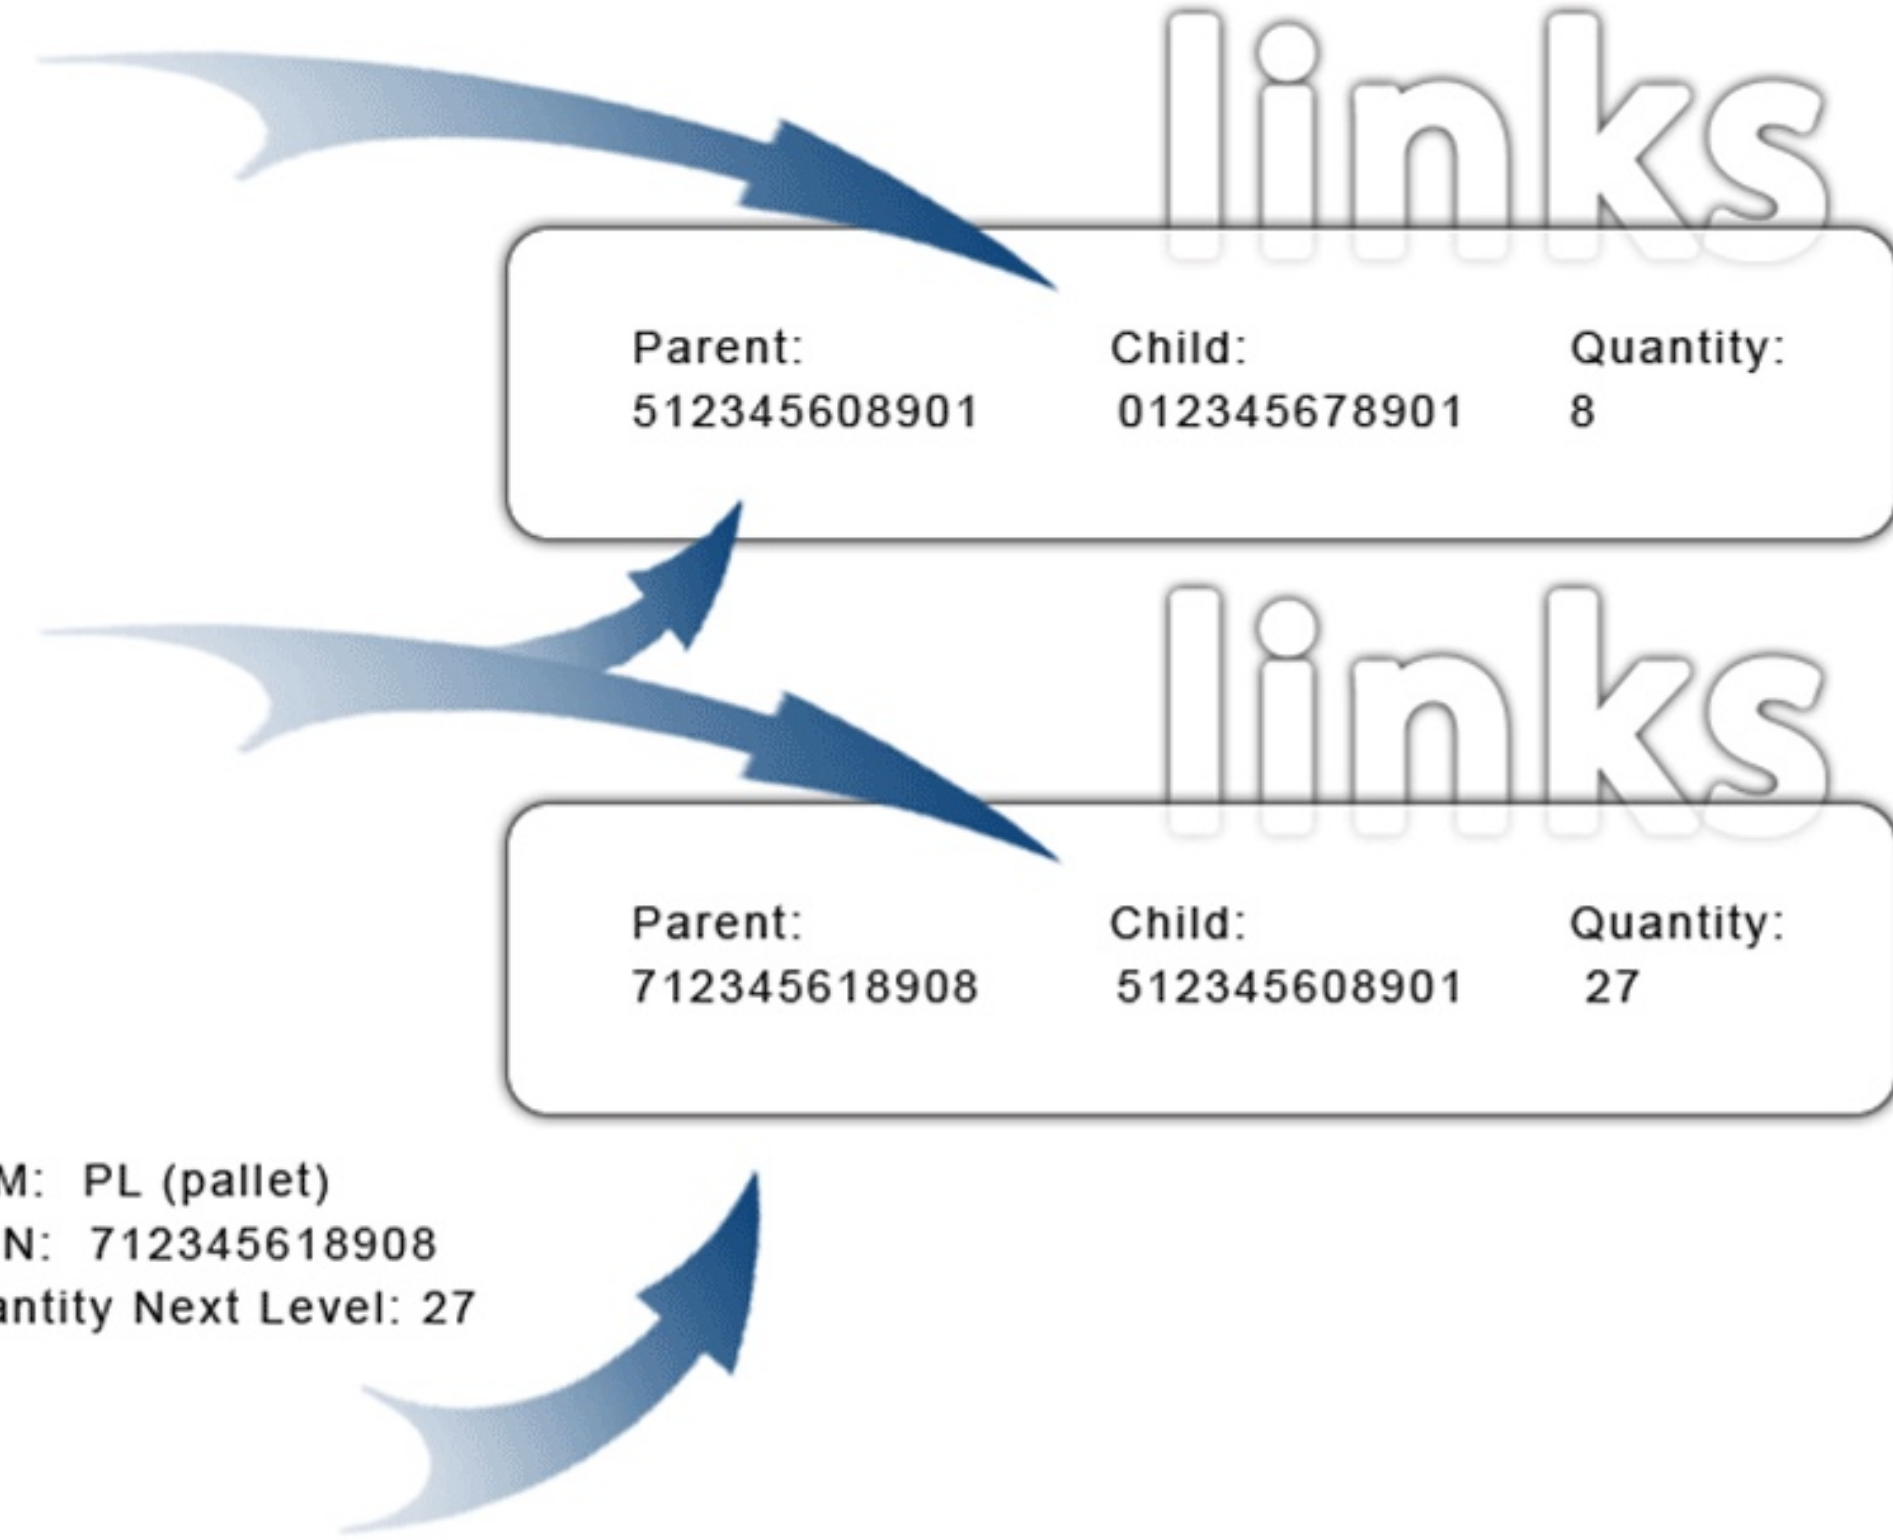 links
Parent: Child: Quantity:
512345608901 012345678901 8
links
Parent: Child: Quantity:
712345618908 512345608901 27
M: PL (pallet)
N: 712345618908
antity Next Level: 27